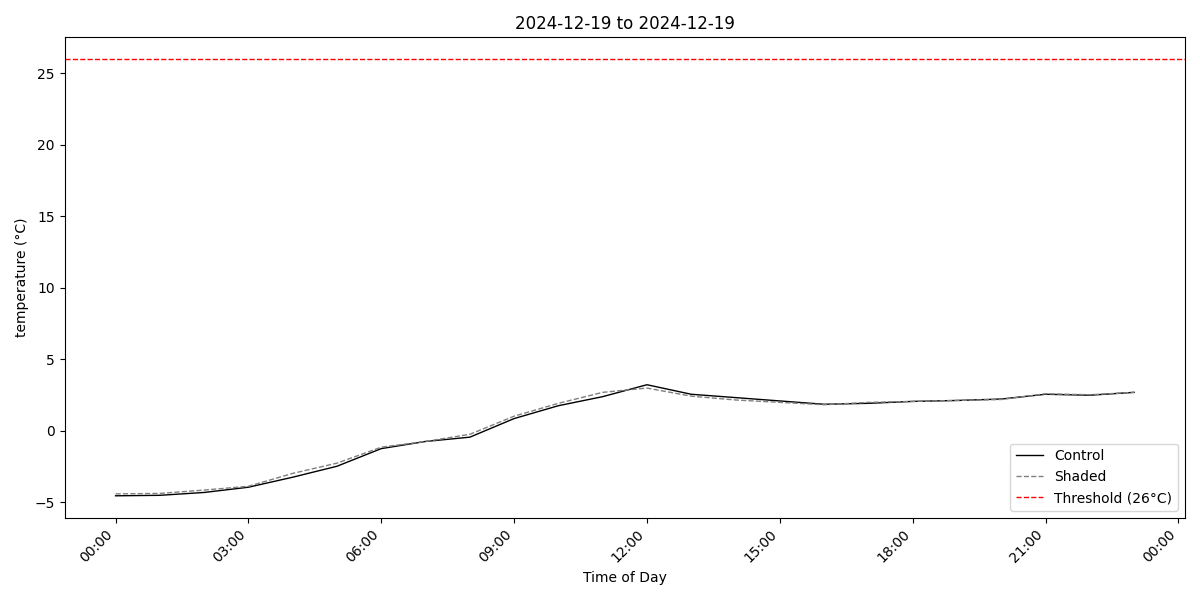 2024-12-19 to 2024-12-19
temperature (°C)
25
20
15
10
5
0
−5
Control
Shaded
Threshold (26°C)
00:00
03:00
06:00
09:00
12:00
15:00
18:00
21:00
00:00
Time of Day